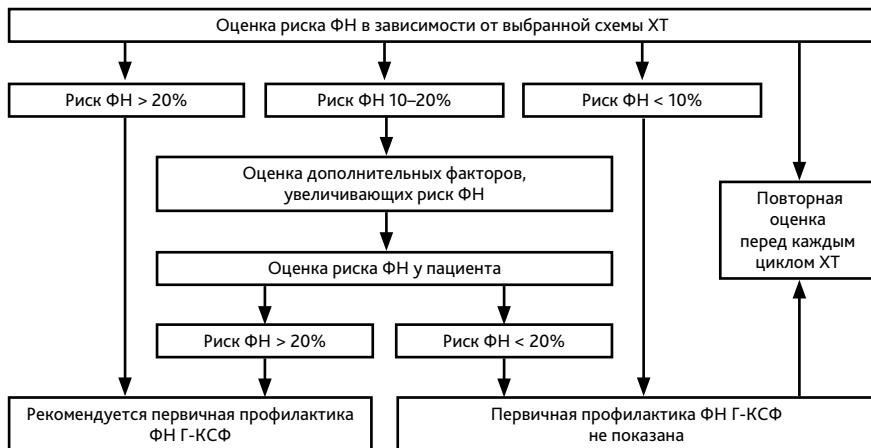 Оценка риска ФН в зависимости от выбранной схемы ХТ
Риск ФН > 20%
Риск ФН 10–20%
Риск ФН < 10%
Оценка дополнительных факторов,
увеличивающих риск ФН
Повторная
оценка
перед каждым
циклом ХТ
Оценка риска ФН у пациента
Риск ФН > 20%
Риск ФН < 20%
Рекомендуется первичная профилактика
ФН Г-КСФ
Первичная профилактика ФН Г-КСФ
не показана